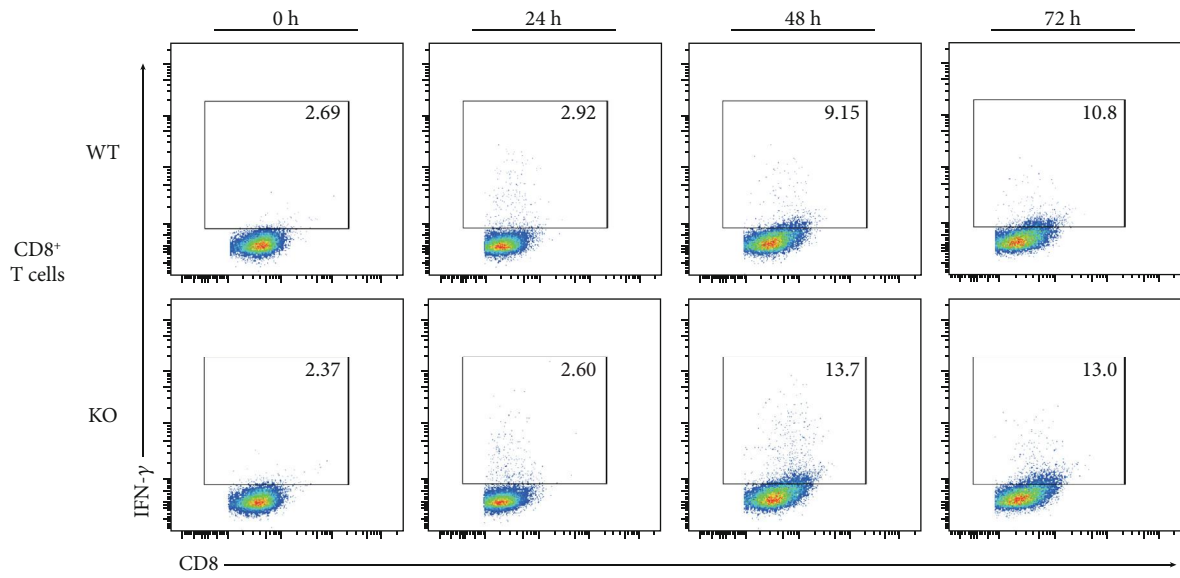 0 h
24 h
48 h
72 h
WT
2.69
2.92
9.15
10.8
CD8⁺
T cells
KO
2.37
2.60
13.7
13.0
IFN-γ
CD8